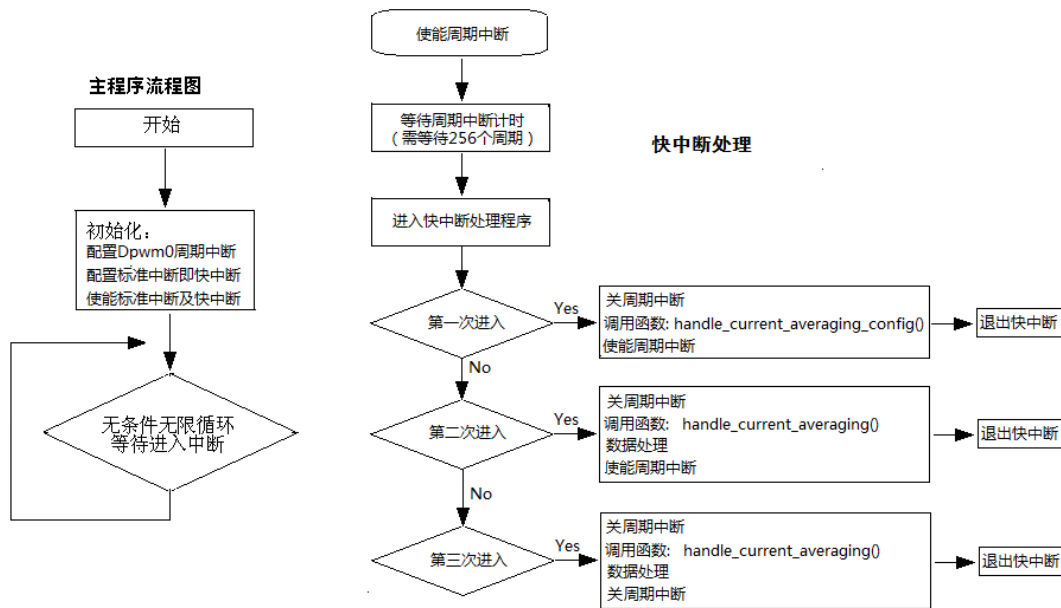 主程序流程图
开始
初始化：
配置Dpwm0周期中断
配置标准中断即快中断
使能标准中断及快中断
无条件无限循环
等待进入中断
使能周期中断
等待周期中断计时
（需等待256个周期）
快中断处理
进入快中断处理程序
第一次进入
Yes
关周期中断
调用函数: handle_current_averaging_config()
使能周期中断
退出快中断
No
第二次进入
Yes
关周期中断
调用函数: handle_current_averaging()
数据处理
使能周期中断
退出快中断
No
第三次进入
Yes
关周期中断
调用函数: handle_current_averaging()
数据处理
关周期中断
退出快中断